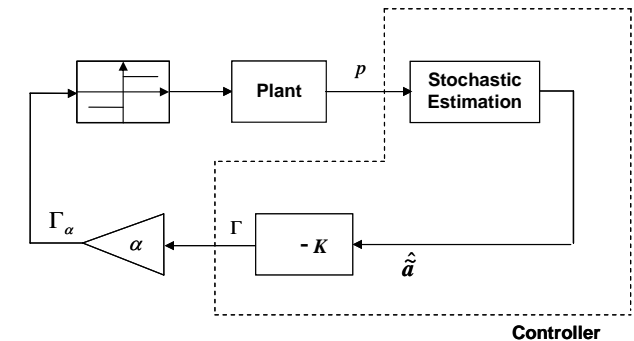 p
Plant
Stochastic
Estimation
Γα
α
Γ
- K
ã̂
Controller